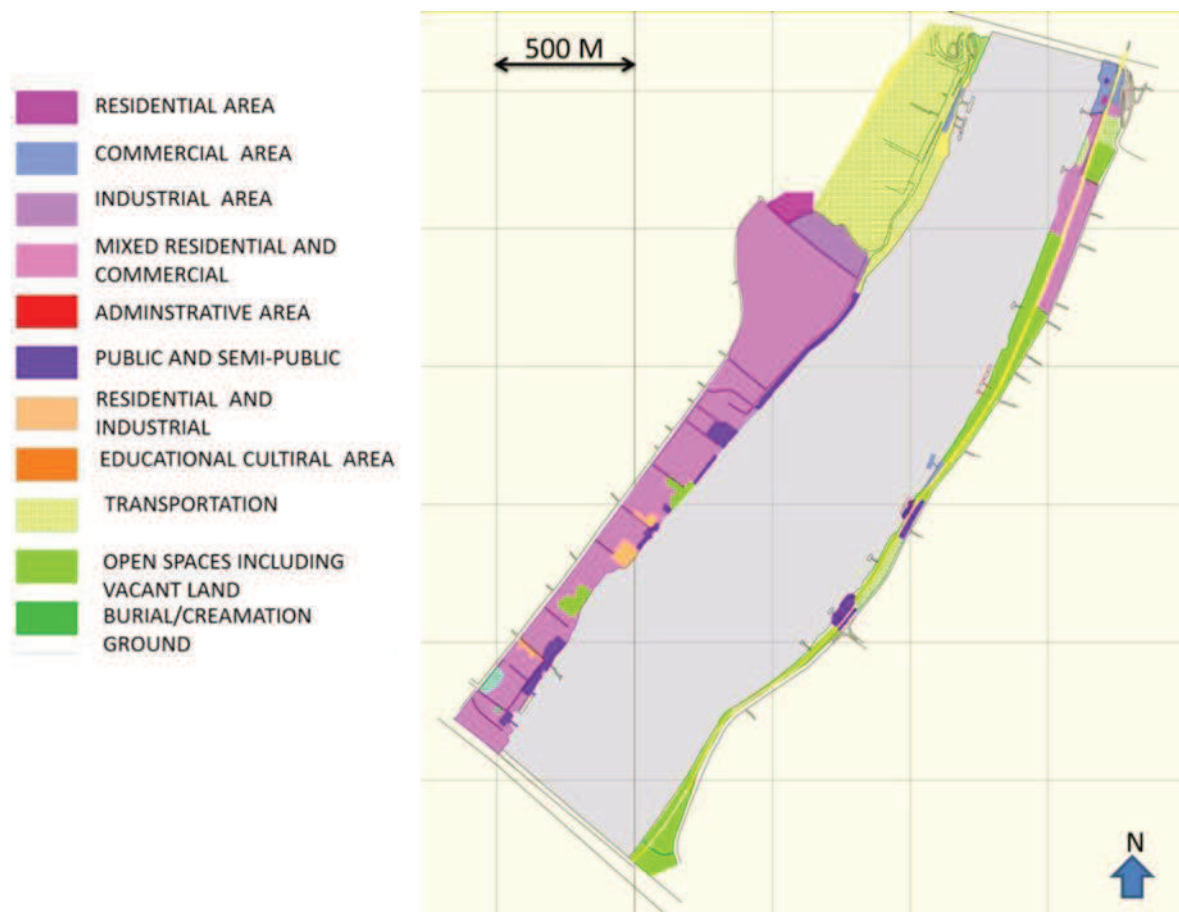 500 M
RESIDENTIAL AREA
COMMERCIAL AREA
INDUSTRIAL AREA
MIXED RESIDENTIAL AND
COMMERCIAL
ADMINSTRATIVE AREA
PUBLIC AND SEMI-PUBLIC
RESIDENTIAL AND
INDUSTRIAL
EDUCATIONAL CULTIRAL AREA
TRANSPORTATION
OPEN SPACES INCLUDING
VACANT LAND
BURIAL/CREAMATION
GROUND
N